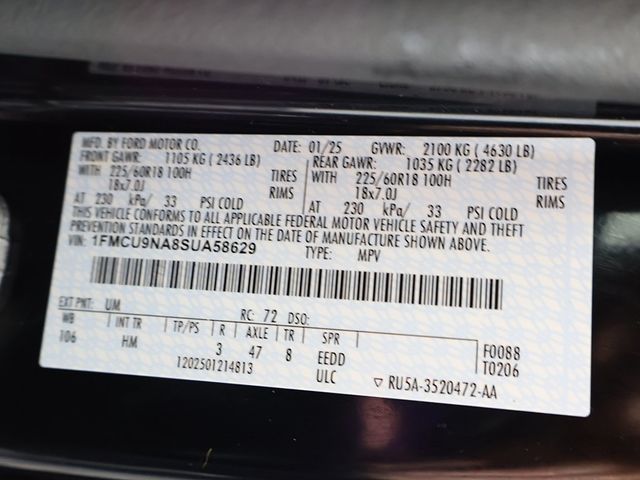 MFD. BY FORD MOTOR CO. DATE: 01/25 GVWR: 2100 KG ( 4630 LB)
FRONT GAWR: 1105 KG ( 2436 LB) REAR GAWR: 1035 KG ( 2282 LB)
WITH 225/60R18 100H TIRES WITH 225/60R18 100H TIRES
18x7.0J RIMS 18x7.0J RIMS
AT 230 kPa/ 33 PSI COLD AT 230 kPa/ 33 PSI COLD
THIS VEHICLE CONFORMS TO ALL APPLICABLE FEDERAL MOTOR VEHICLE SAFETY AND THEFT
PREVENTION STANDARDS IN EFFECT ON THE DATE OF MANUFACTURE SHOWN ABOVE.
VIN: 1FMCU9NA8SUA58629 TYPE: MPV
EXT PNT: UM RC: 72 DSO:
WB INT TR TP/PS R AXLE TR SPR
106 HM 3 47 8 EEDD F0088
1202501214813 ULC T0206
▽ RU5A-3520472-AA